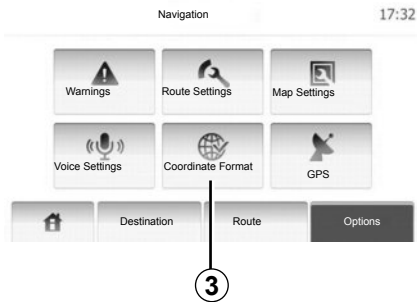 Navigation 17:32
Warnings Route Settings Map Settings
Voice Settings Coordinate Format GPS
Destination Route Options
3